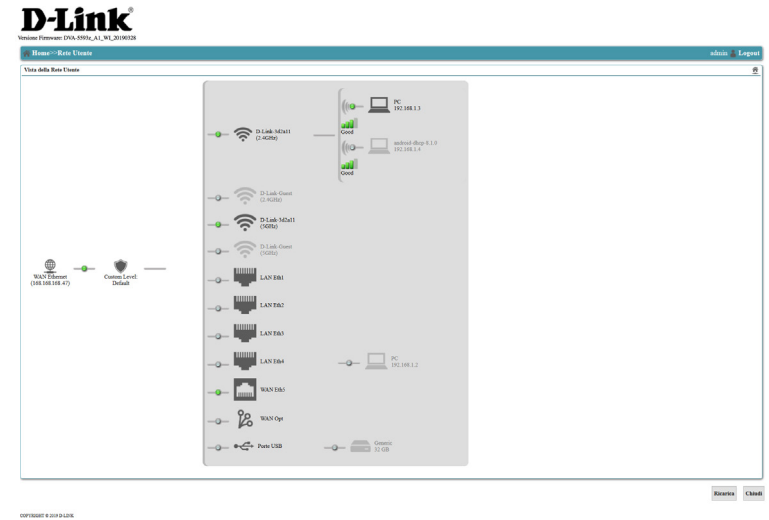 D-Link®
Versione Firmware: DVA-5593z_A1_WI_20190328
Home>>Rete Utente
admin Logout
Vista della Rete Utente
D-Link-3d2a11
(2.4GHz)
PC
192.168.1.3
Good
android-dhcp-8.1.0
192.168.1.4
Good
D-Link-Guest
(2.4GHz)
D-Link-3d2a11
(5GHz)
D-Link-Guest
(5GHz)
WAN Ethernet
(168.168.168.47)
Custom Level:
Default
LAN Eth1
LAN Eth2
LAN Eth3
LAN Eth4
PC
192.168.1.2
WAN Eth5
WAN Opt
Porte USB
Generic
32 GB
Ricarica
Chiudi
COPYRIGHT © 2019 D-LINK